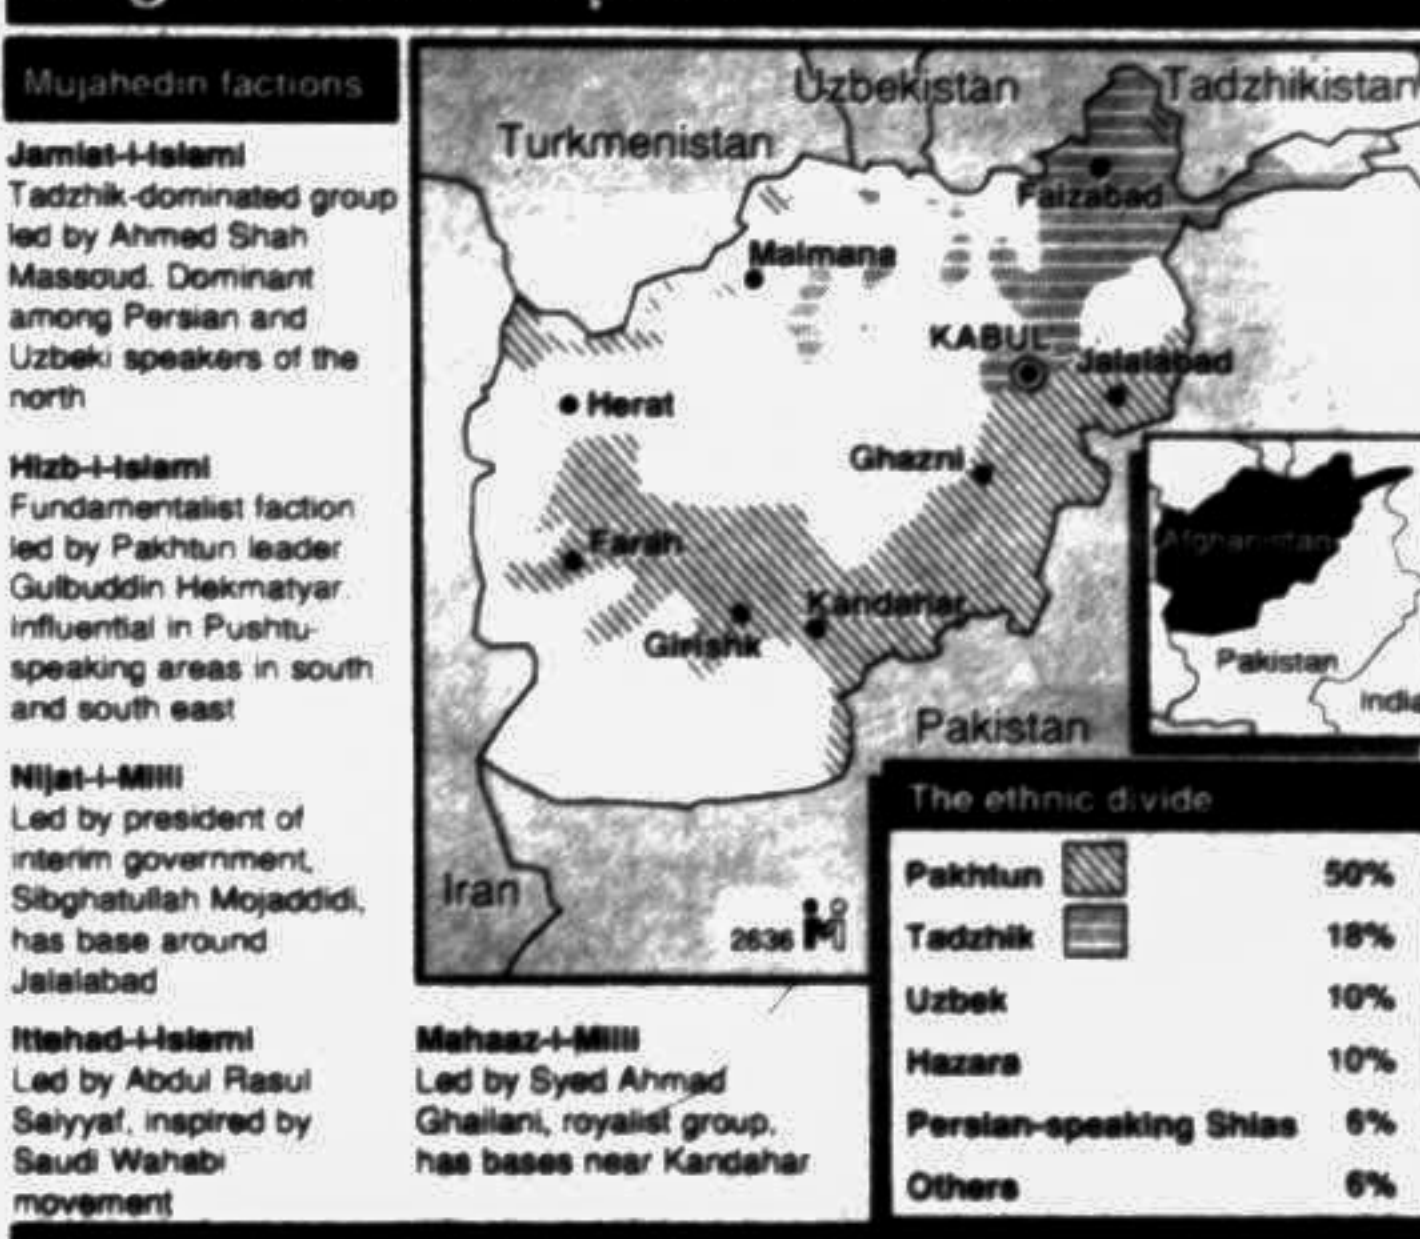 Mujahedin factions
Jamiat-i-Islami
Tadzhik-dominated group
led by Ahmed Shah
Massoud. Dominant
among Persian and
Uzbeki speakers of the
north
Hizb-i-Islami
Fundamentalist faction
led by Pakhtun leader
Gulbuddin Hekmatyar.
Influential in Pushtu-
speaking areas in south
and south east
Nijat-i-Milli
Led by president of
interim government,
Sibghatullah Mojaddidi,
has base around
Jalalabad
Ittehad-i-Islami
Led by Abdul Rasul
Saiyyaf, inspired by
Saudi Wahabi
movement
Mahaaz-i-Milli
Led by Syed Ahmad
Ghailani, royalist group,
has bases near Kandahar
Uzbekistan
Tadzhikistan
Turkmenistan
Faizabad
Maimana
KABUL
Jalalabad
Herat
Ghazni
Farah
Kandahar
Girishk
Pakistan
Iran
2636
Afghanistan
Pakistan
India
The ethnic divide
Pakhtun 50%
Tadzhik 18%
Uzbek 10%
Hazara 10%
Persian-speaking Shias 6%
Others 6%